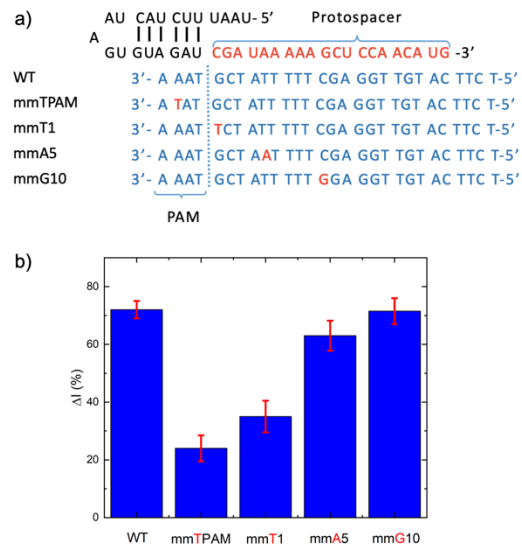 a)
AU CAUCUU UAAU- 5’
Protospacer
A
GU GUA GAU CGA UAA AAA GCU CCA ACA UG -3’
WT 3’- A AAT GCT ATT TTT CGA GGT TGT AC TTC T-5’
mmTPAM 3’- A TAT GCT ATT TTT CGA GGT TGT AC TTC T-5’
mmT1 3’- A AAT TCT ATT TTT CGA GGT TGT AC TTC T-5’
mmA5 3’- A AAT GCT AAT TTT CGA GGT TGT AC TTC T-5’
mmG10 3’- A AAT GCT ATT TTT GGA GGT TGT AC TTC T-5’
PAM
b)
80
60
40
20
0
ΔI (%)
WT mmTPAM mmT1 mmA5 mmG10